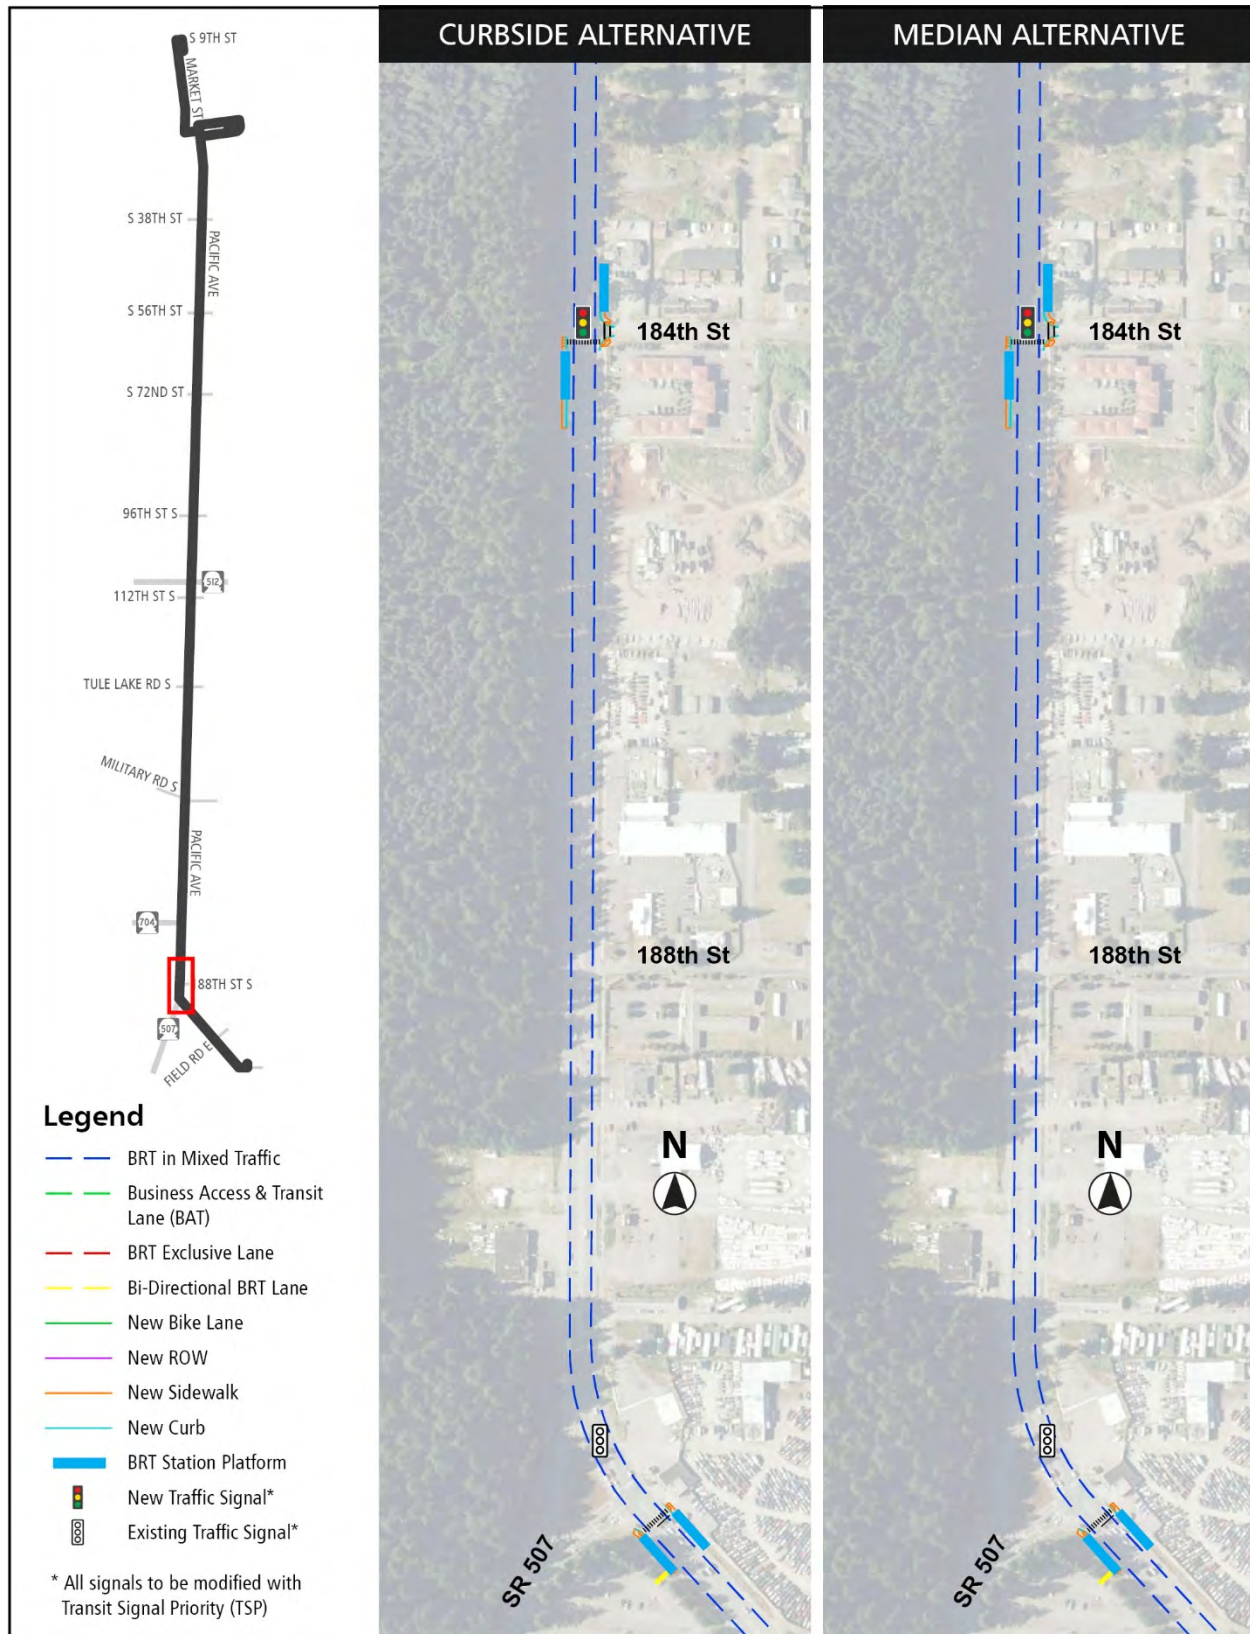 S 9TH ST
MARKET ST
S 38TH ST
PACIFIC AVE
S 56TH ST
S 72ND ST
96TH ST S
512
112TH ST S
TULE LAKE RD S
MILITARY RD S
PACIFIC AVE
704
88TH ST S
507
FIELD RD E
Legend
BRT in Mixed Traffic
Business Access & Transit
Lane (BAT)
BRT Exclusive Lane
Bi-Directional BRT Lane
New Bike Lane
New ROW
New Sidewalk
New Curb
BRT Station Platform
New Traffic Signal*
Existing Traffic Signal*
* All signals to be modified with
Transit Signal Priority (TSP)
CURBSIDE ALTERNATIVE
184th St
188th St
N
SR 507
MEDIAN ALTERNATIVE
184th St
188th St
N
SR 507